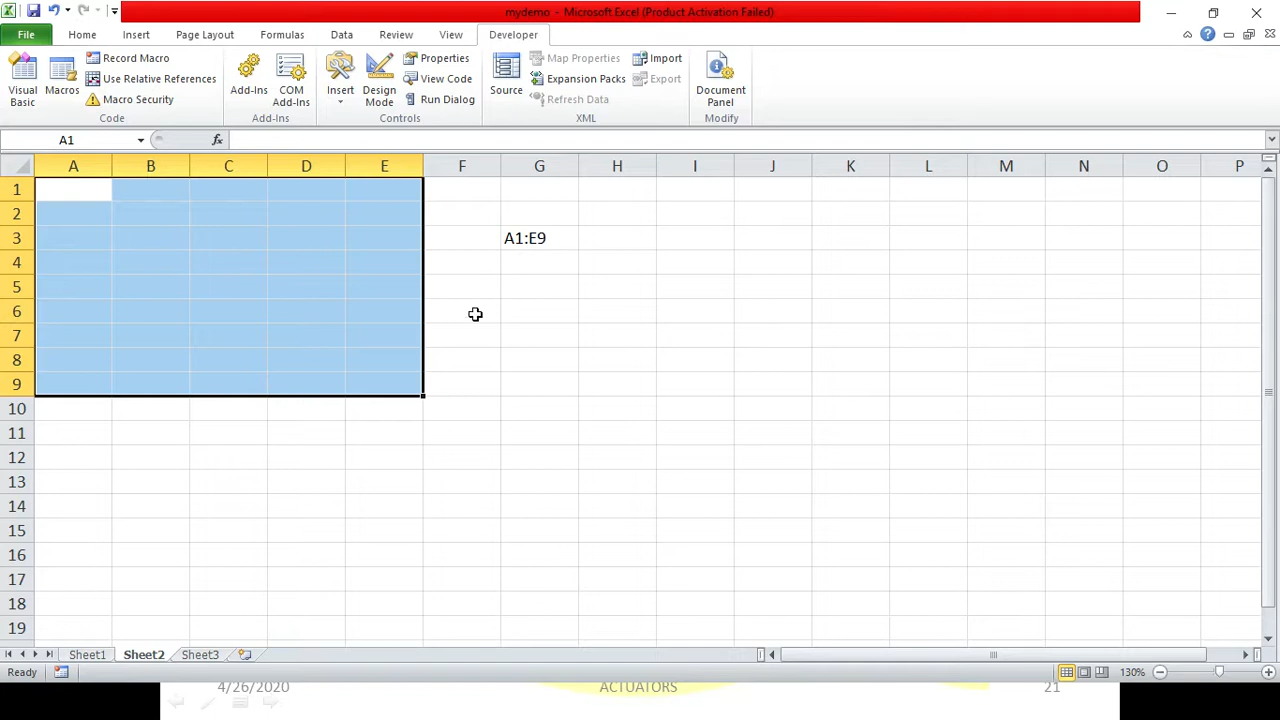 mydemo - Microsoft Excel (Product Activation Failed)
File Home Insert Page Layout Formulas Data Review View Developer
Visual Basic
Macros
Record Macro
Use Relative References
Macro Security
Code
Add-Ins
COM Add-Ins
Add-Ins
Insert
Design Mode
Properties
View Code
Run Dialog
Controls
Source
Map Properties
Expansion Packs
Refresh Data
Import
Export
XML
Document Panel
Modify
A1 fx
A B C D E F G H I J K L M N O P
1
2
3 A1:E9
4
5
6
7
8
9
10
11
12
13
14
15
16
17
18
19
Sheet1 Sheet2 Sheet3
Ready 130%
4/26/2020 ACTUATORS 21